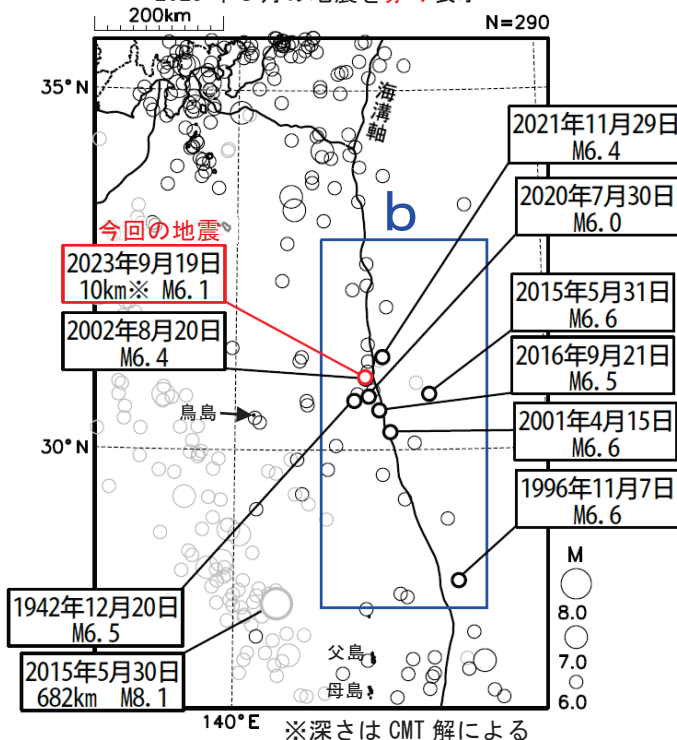 200km
N=290
35°N
海溝軸
2021年11月29日
M6.4
2020年7月30日
M6.0
b
今回の地震
2023年9月19日
10km※ M6.1
2015年5月31日
M6.6
2002年8月20日
M6.4
2016年9月21日
M6.5
鳥島
2001年4月15日
M6.6
30°N
1996年11月7日
M6.6
M
8.0
7.0
6.0
1942年12月20日
M6.5
2015年5月30日
682km M8.1
父島
母島
140°E
※深さは CMT 解による